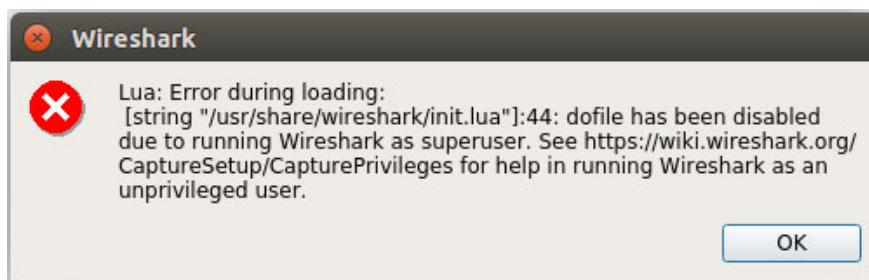 Wireshark
Lua: Error during loading:
[string "/usr/share/wireshark/init.lua"]:44: dofile has been disabled
due to running Wireshark as superuser. See https://wiki.wireshark.org/
CaptureSetup/CapturePrivileges for help in running Wireshark as an
unprivileged user.
OK